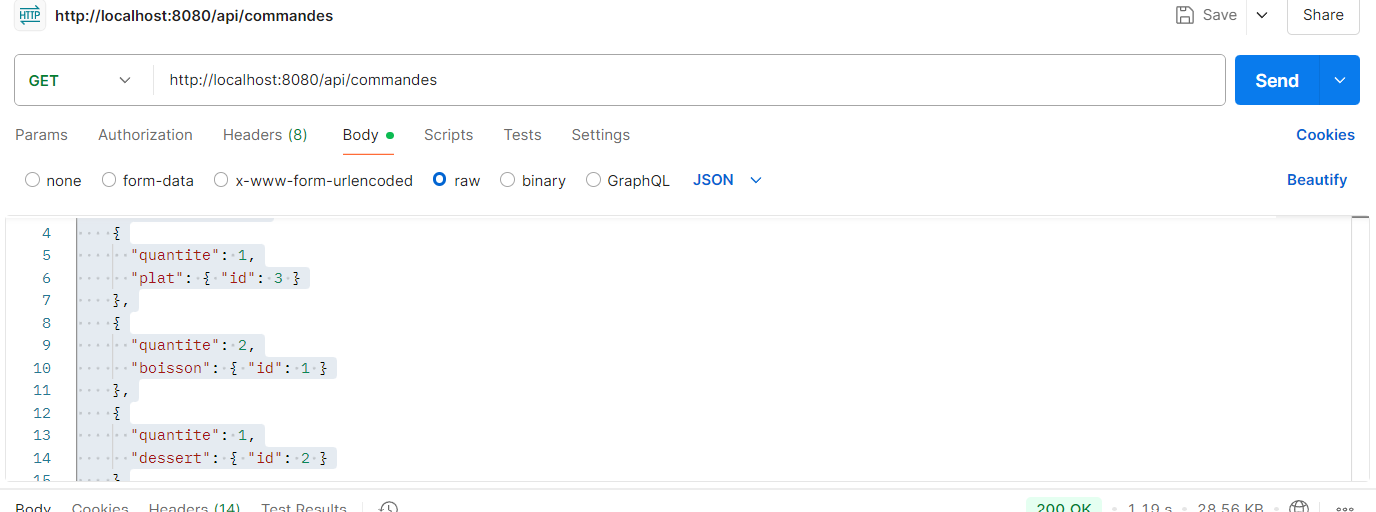 HTTP http://localhost:8080/api/commandes Save Share
GET http://localhost:8080/api/commandes Send
Params Authorization Headers (8) Body Scripts Tests Settings Cookies
none form-data x-www-form-urlencoded raw binary GraphQL JSON Beautify
4 {
5 "quantite": 1,
6 "plat": { "id": 3 }
7 },
8 {
9 "quantite": 2,
10 "boisson": { "id": 1 }
11 },
12 {
13 "quantite": 1,
14 "dessert": { "id": 2 }
15 }
Body Cookies Headers (14) Test Results 200 OK 1.19 s 28.56 KB